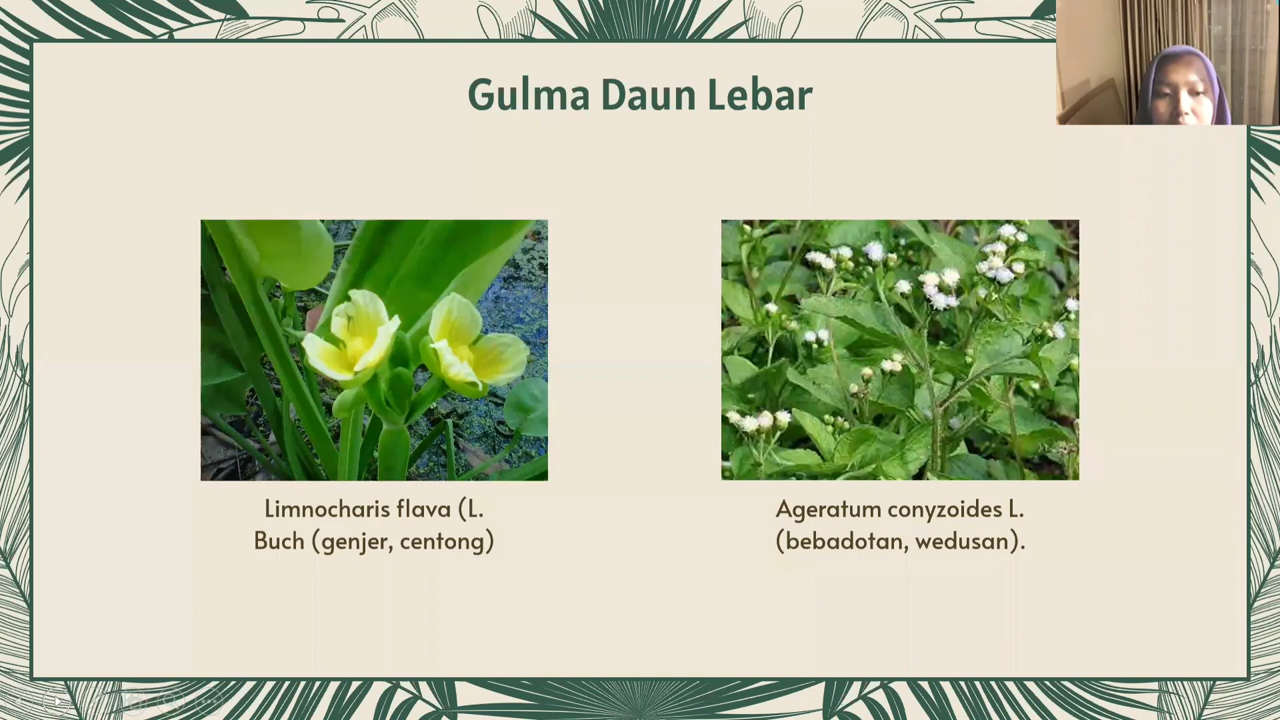 Gulma Daun Lebar
Limnocharis flava (L.
Buch (genjer, centong)
Ageratum conyzoides L.
(bebadotan, wedusan).